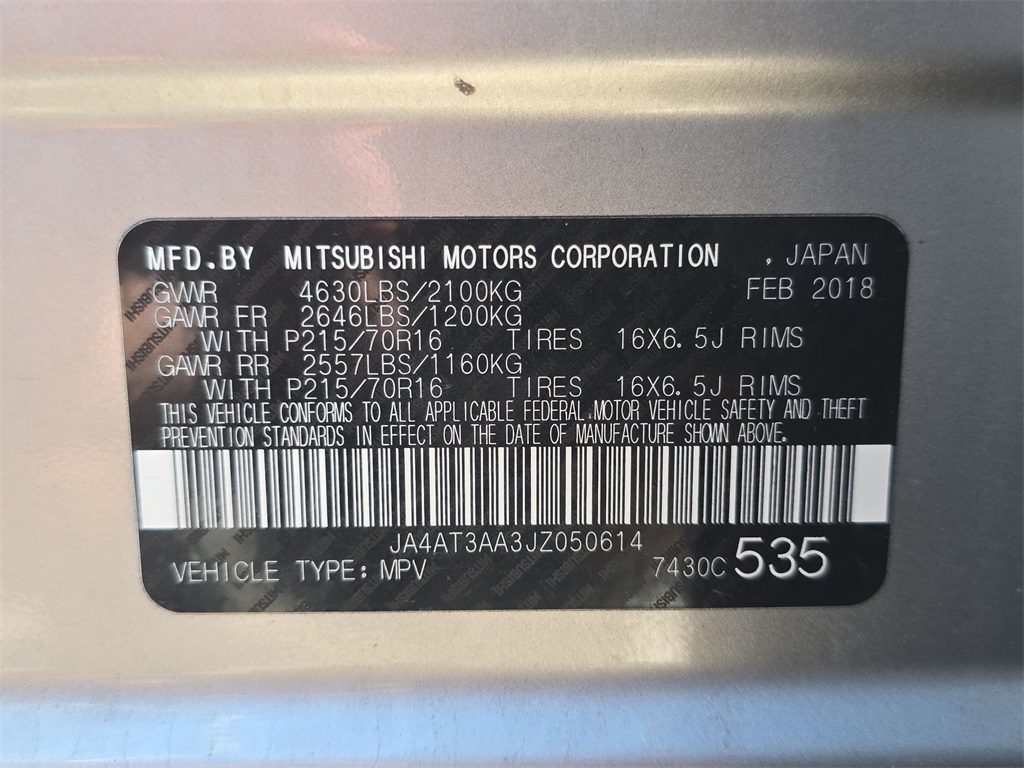 MFD.BY MITSUBISHI MOTORS CORPORATION , JAPAN
GVWR 4630LBS/2100KG FEB 2018
GAWR FR 2646LBS/1200KG
WITH P215/70R16 TIRES 16X6.5J RIMS
GAWR RR 2557LBS/1160KG
WITH P215/70R16 TIRES 16X6.5J RIMS
THIS VEHICLE CONFORMS TO ALL APPLICABLE FEDERAL MOTOR VEHICLE SAFETY AND THEFT
PREVENTION STANDARDS IN EFFECT ON THE DATE OF MANUFACTURE SHOWN ABOVE.
JA4AT3AA3JZ050614
VEHICLE TYPE: MPV 7430C 535